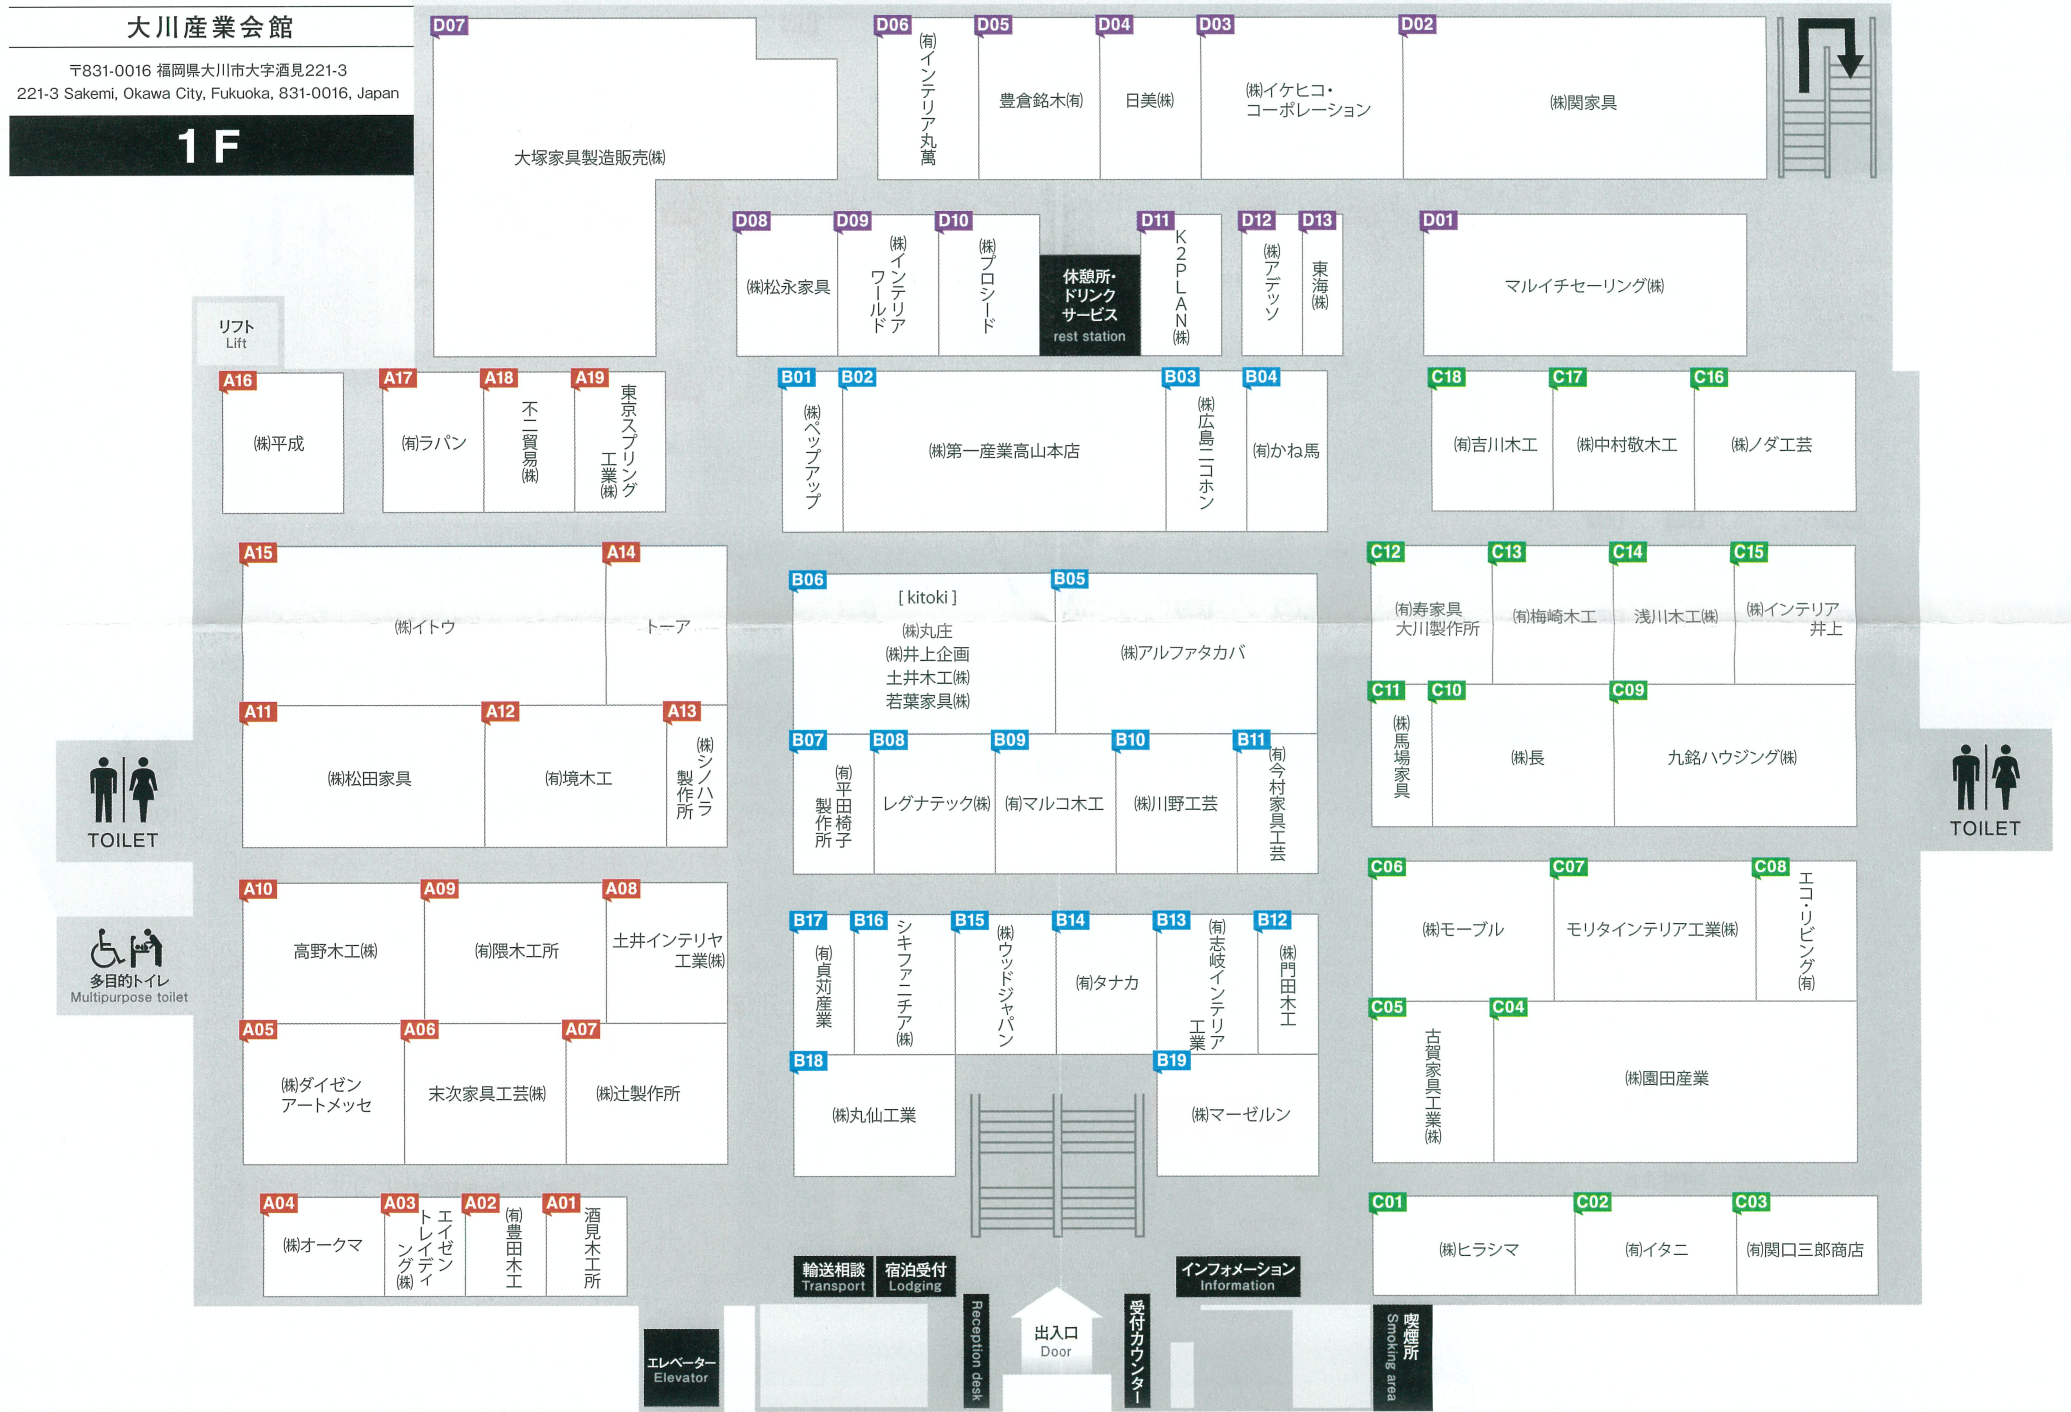 大川産業会館
〒831-0016 福岡県大川市大字酒見221-3
221-3 Sakemi, Okawa City, Fukuoka, 831-0016, Japan
1F
D07
大塚家具製造販売㈱
D06
㈲インテリア丸萬
D05
豊倉銘木㈲
D04
日美㈱
D03
㈱イケヒコ・
コーポレーション
D02
㈱関家具
D08
㈱松永家具
D09
㈱インテリア
ワールド
D10
㈱プロシード
休憩所・
ドリンク
サービス
rest station
D11
K2PLAN㈱
D12
㈱アデッソ
D13
東海㈱
D01
マルイチセーリング㈱
リフト
Lift
A16
㈱平成
A17
㈲ラパン
A18
不二貿易㈱
A19
東京スプリング
工業㈱
B01
㈱ペップアップ
B02
㈱第一産業高山本店
B03
㈱広島ニコホン
B04
㈲かね馬
C18
㈲吉川木工
C17
㈱中村敬木工
C16
㈱ノダ工芸
A15
㈱イトウ
A14
トーア
B06
[ kitoki ]
㈱丸庄
㈱井上企画
土井木工㈱
若葉家具㈱
B05
㈱アルファタカバ
C12
㈲寿家具
大川製作所
C13
㈲梅崎木工
C14
浅川木工㈱
C15
㈱インテリア
井上
A11
㈱松田家具
A12
㈲境木工
A13
㈱シノハラ
製作所
B07
㈲平田椅子
製作所
B08
レグナテック㈱
B09
㈲マルコ木工
B10
㈱川野工芸
B11
㈲今村家具工芸
C11
㈱馬場家具
C10
㈱長
C09
九銘ハウジング㈱
TOILET
TOILET
A10
高野木工㈱
A09
㈲隈木工所
A08
土井インテリヤ
工業㈱
B17
㈲貞苅産業
B16
シキファニチア㈱
B15
㈱ウッドジャパン
B14
㈲タナカ
B13
㈲志岐インテリア
工業
B12
㈱門田木工
C06
㈱モーブル
C07
モリタインテリア工業㈱
C08
エコ・リビング㈲
多目的トイレ
Multipurpose toilet
A05
㈱ダイゼン
アートメッセ
A06
末次家具工芸㈱
A07
㈱辻製作所
B18
㈱丸仙工業
B19
㈱マーゼルン
C05
古賀家具工業㈱
C04
㈱園田産業
A04
㈱オークマ
A03
エイゼン
トレイディ
ング㈱
A02
㈲豊田木工
A01
酒見木工所
C01
㈱ヒラシマ
C02
㈲イタニ
C03
㈲関口三郎商店
輸送相談
Transport
宿泊受付
Lodging
インフォメーション
Information
エレベーター
Elevator
Reception desk
出入口
Door
受付カウンター
喫煙所
Smoking area